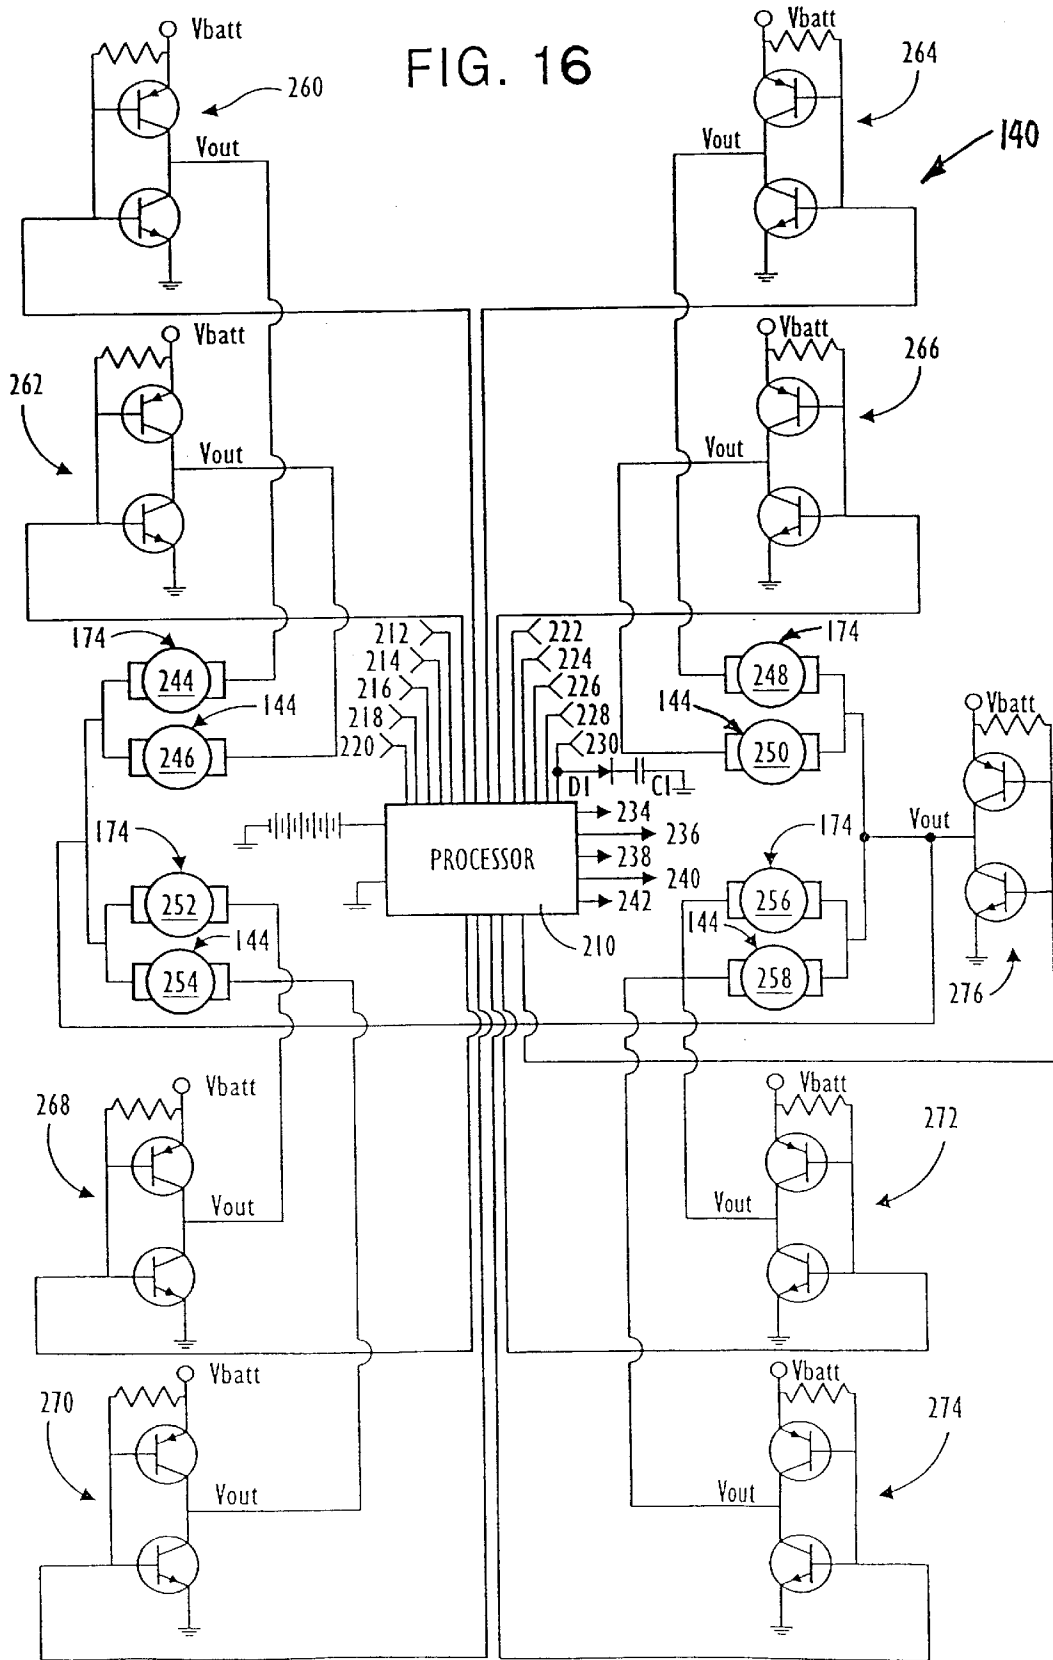 Vbatt
Vbatt
FIG. 16
260
264
140
Vout
Vout
Vbatt
Vbatt
262
266
Vout
Vout
174
212
222
174
214
224
244
248
144
216
226
144
218
228
246
250
220
230
Vbatt
D1
C1
174
234
174
Vout
236
PROCESSOR
238
240
252
256
144
242
144
210
254
258
276
268
Vbatt
Vbatt
272
Vout
Vout
270
Vbatt
Vbatt
274
Vout
Vout